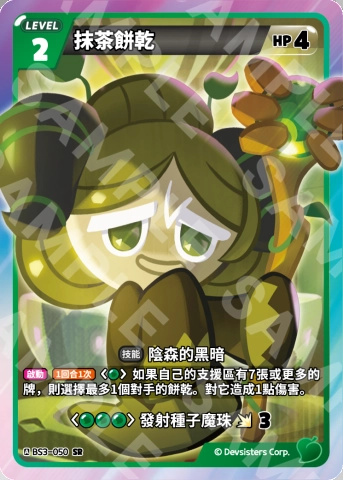 LEVEL
2
抹茶餅乾
HP 4
技能 陰森的黑暗
啟動 1回合1次 如果自己的支援區有7張或更多的
牌，則選擇最多1個對手的餅乾。對它造成1點傷害。
發射種子魔珠 3
A BS3-050 SR
© Devsisters Corp.
SAMPLE